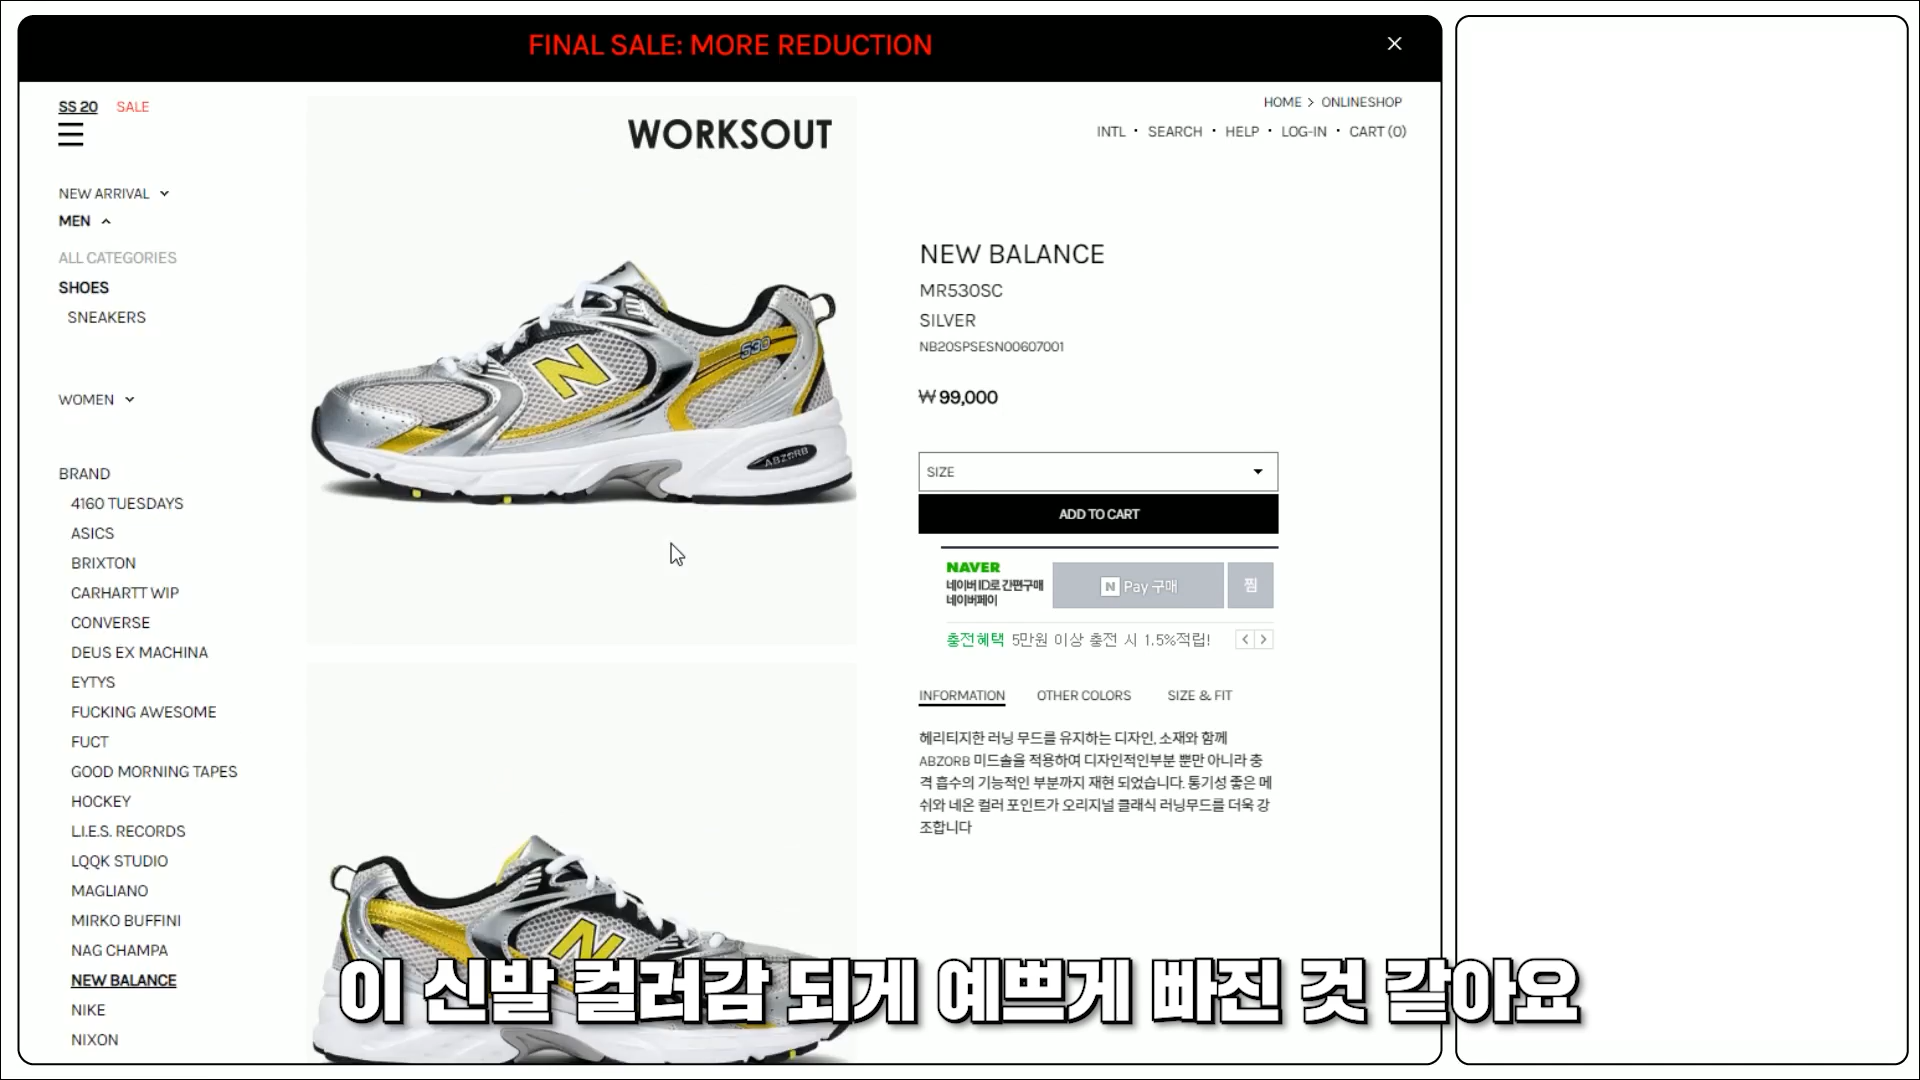 FINAL SALE: MORE REDUCTION
SS 20 SALE
HOME > ONLINESHOP
WORKSOUT
INTL · SEARCH · HELP · LOG-IN · CART (0)
NEW ARRIVAL
MEN
ALL CATEGORIES
SHOES
SNEAKERS
WOMEN
BRAND
4160 TUESDAYS
ASICS
BRIXTON
CARHARTT WIP
CONVERSE
DEUS EX MACHINA
EYTYS
FUCKING AWESOME
FUCT
GOOD MORNING TAPES
HOCKEY
L.I.E.S. RECORDS
LQQK STUDIO
MAGLIANO
MIRKO BUFFINI
NAG CHAMPA
NEW BALANCE
NIKE
NIXON
530
N
ABZORB
N
NEW BALANCE
MR530SC
SILVER
NB20SPSESN00607001
₩ 99,000
SIZE
ADD TO CART
NAVER
네이버 ID로 간편구매
네이버페이
N Pay 구매
찜
충전혜택 5만원 이상 충전 시 1.5%적립!
INFORMATION OTHER COLORS SIZE & FIT
헤리티지한 러닝 무드를 유지하는 디자인, 소재와 함께
ABZORB 미드솔을 적용하여 디자인적인부분 뿐만 아니라 충
격 흡수의 기능적인 부분까지 재현 되었습니다. 통기성 좋은 메
쉬와 네온 컬러 포인트가 오리지널 클래식 러닝무드를 더욱 강
조합니다
이 신발 컬러감 되게 예쁘게 빠진 것 같아요